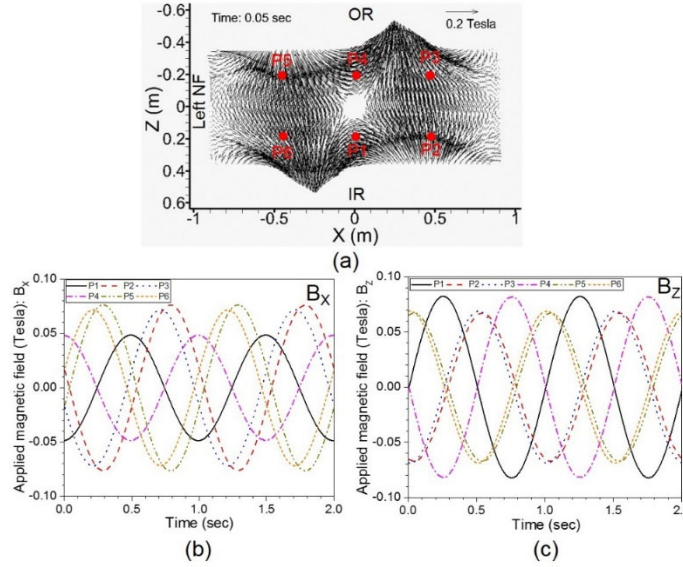 Time: 0.05 sec
OR
0.2 Tesla
-0.6
-0.4
-0.2
0
0.2
0.4
0.6
Z (m)
Left NF
P5
P4
P3
P6
P1
P2
IR
-1
-0.5
0
0.5
1
X (m)
(a)
P1 P2 P3
P4 P5 P6
BX
Applied magnetic field (Tesla): BX
0.10
0.05
0.00
-0.05
-0.10
0.0
0.5
1.0
1.5
2.0
Time (sec)
(b)
P1 P2 P3 P4 P5 P6
BZ
Applied magnetic field (Tesla): BZ
0.10
0.05
0.00
-0.05
-0.10
0.0
0.5
1.0
1.5
2.0
Time (sec)
(c)